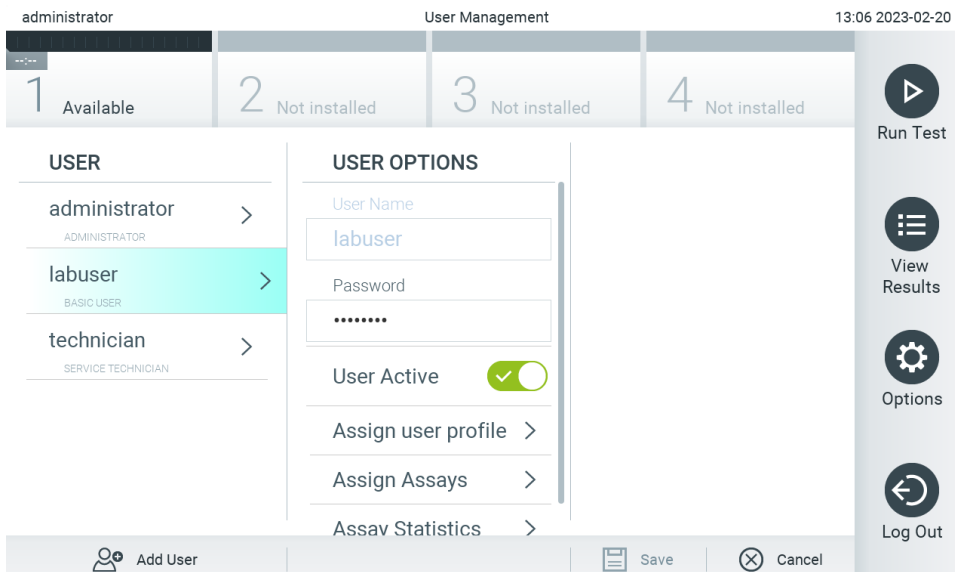 administrator User Management 13:06 2023-02-20
--:--
1 Available 2 Not installed 3 Not installed 4 Not installed
Run Test
USER
administrator
ADMINISTRATOR
labuser
BASIC USER
technician
SERVICE TECHNICIAN
USER OPTIONS
User Name
labuser
Password
••••••••
User Active
Assign user profile
Assign Assays
Assay Statistics
View
Results
Options
Log Out
Add User Save Cancel